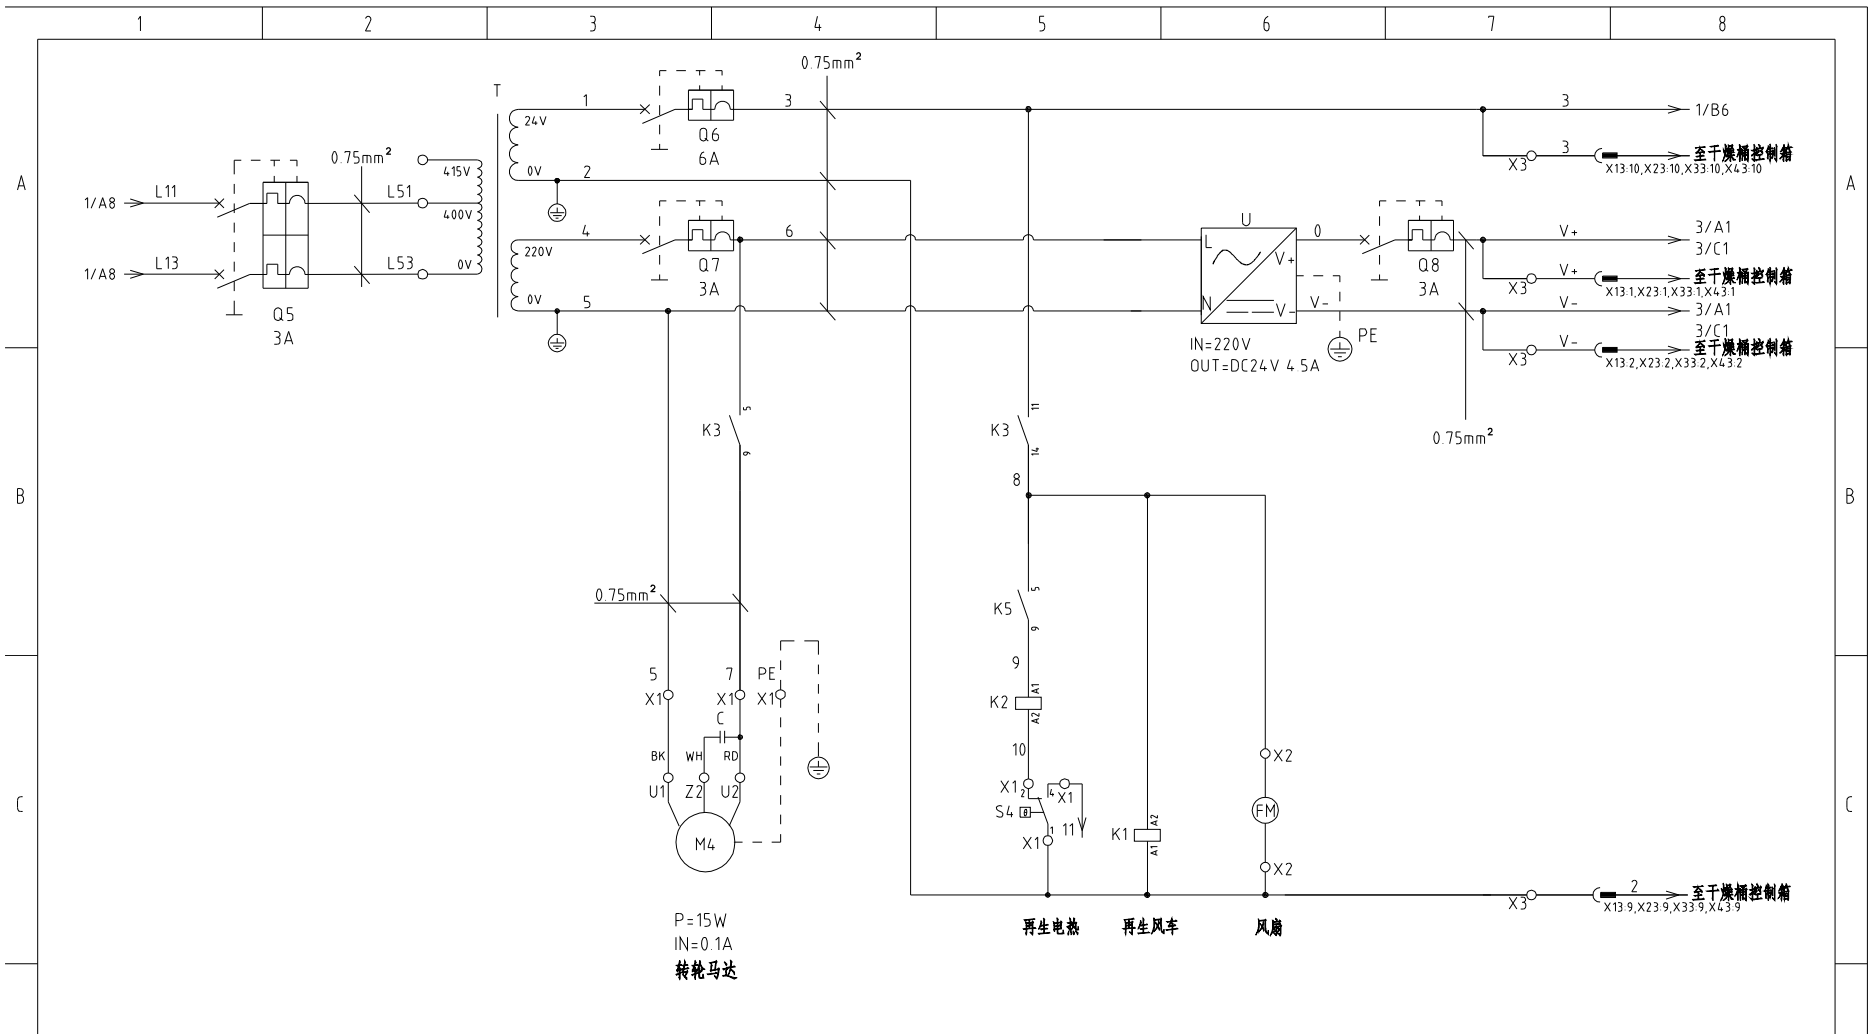 1 2 3 4 5 6 7 8
0.75mm²
T
1
3
3
1/B6
24V
Q6
6A
0V
2
X3
3
至干燥桶控制箱
X13:10,X23:10,X33:10,X43:10
A
A
0.75mm²
415V
1/A8
L11
L51
400V
1/A8
L13
L53
0V
Q5
3A
4
6
220V
Q7
3A
0V
5
U
L
N
V+
V-
0
V-
IN=220V
OUT=DC24V 4.5A
PE
Q8
3A
V+
3/A1
3/C1
X3
V+
至干燥桶控制箱
X13:1,X23:1,X33:1,X43:1
V-
3/A1
3/C1
X3
V-
至干燥桶控制箱
X13:2,X23:2,X33:2,X43:2
0.75mm²
B
B
5
K3
9
11
K3
14
8
5
K5
9
0.75mm²
9
5
7
PE
X1
X1
X1
C
BK
WH
RD
U1
Z2
U2
M4
P=15W
IN=0.1A
转轮马达
A1
K2
A2
10
X1
2
4
X1
S4
θ
1
11
X1
A2
K1
A1
X2
FM
X2
C
C
X3
2
至干燥桶控制箱
X13:9,X23:9,X33:9,X43:9
再生电热
再生风车
风扇